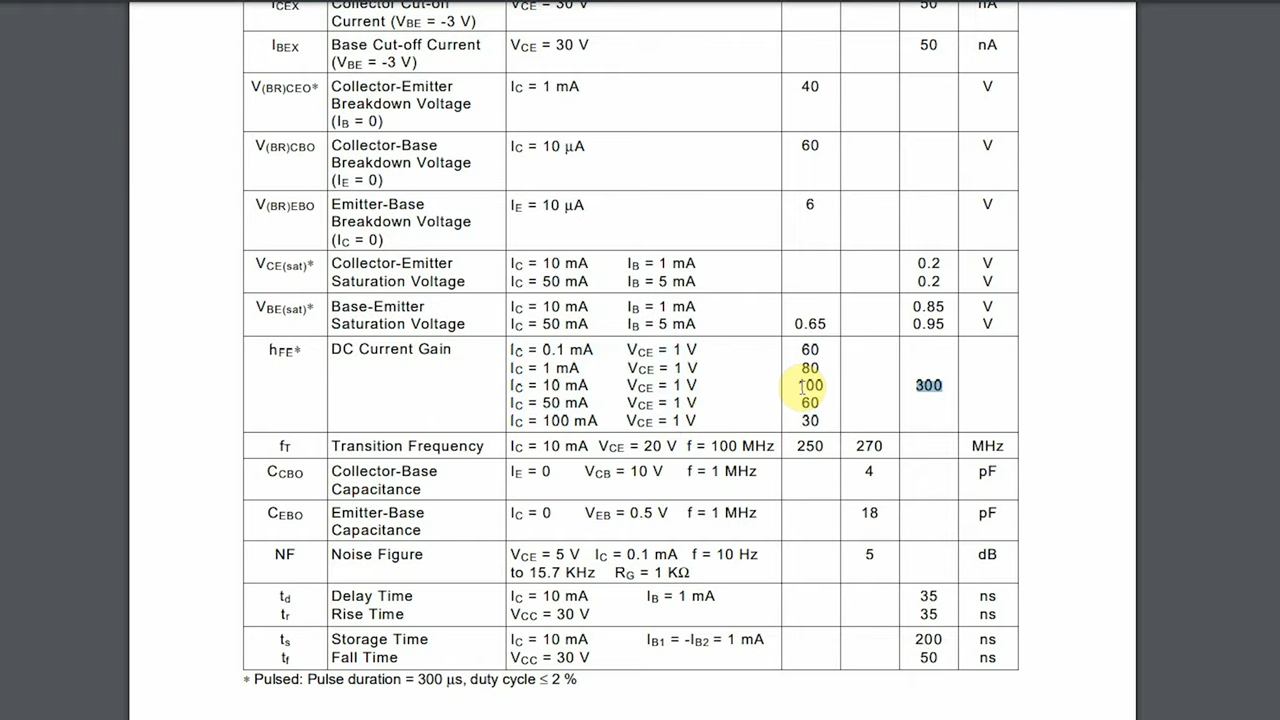 ICEX Collector Cut-off VCE = 30 V 50 nA
Current (VBE = -3 V)
IBEX Base Cut-off Current VCE = 30 V 50 nA
(VBE = -3 V)
V(BR)CEO* Collector-Emitter IC = 1 mA 40 V
Breakdown Voltage
(IB = 0)
V(BR)CBO Collector-Base IC = 10 µA 60 V
Breakdown Voltage
(IE = 0)
V(BR)EBO Emitter-Base IE = 10 µA 6 V
Breakdown Voltage
(IC = 0)
VCE(sat)* Collector-Emitter IC = 10 mA IB = 1 mA 0.2 V
Saturation Voltage IC = 50 mA IB = 5 mA 0.2 V
VBE(sat)* Base-Emitter IC = 10 mA IB = 1 mA 0.85 V
Saturation Voltage IC = 50 mA IB = 5 mA 0.65 0.95 V
hFE* DC Current Gain IC = 0.1 mA VCE = 1 V 60
IC = 1 mA VCE = 1 V 80
IC = 10 mA VCE = 1 V 100 300
IC = 50 mA VCE = 1 V 60
IC = 100 mA VCE = 1 V 30
fT Transition Frequency IC = 10 mA VCE = 20 V f = 100 MHz 250 270 MHz
CCBO Collector-Base IE = 0 VCB = 10 V f = 1 MHz 4 pF
Capacitance
CEBO Emitter-Base IC = 0 VEB = 0.5 V f = 1 MHz 18 pF
Capacitance
NF Noise Figure VCE = 5 V IC = 0.1 mA f = 10 Hz 5 dB
to 15.7 KHz RG = 1 KΩ
td Delay Time IC = 10 mA IB = 1 mA 35 ns
tr Rise Time VCC = 30 V 35 ns
ts Storage Time IC = 10 mA IB1 = -IB2 = 1 mA 200 ns
tf Fall Time VCC = 30 V 50 ns
* Pulsed: Pulse duration = 300 µs, duty cycle ≤ 2 %